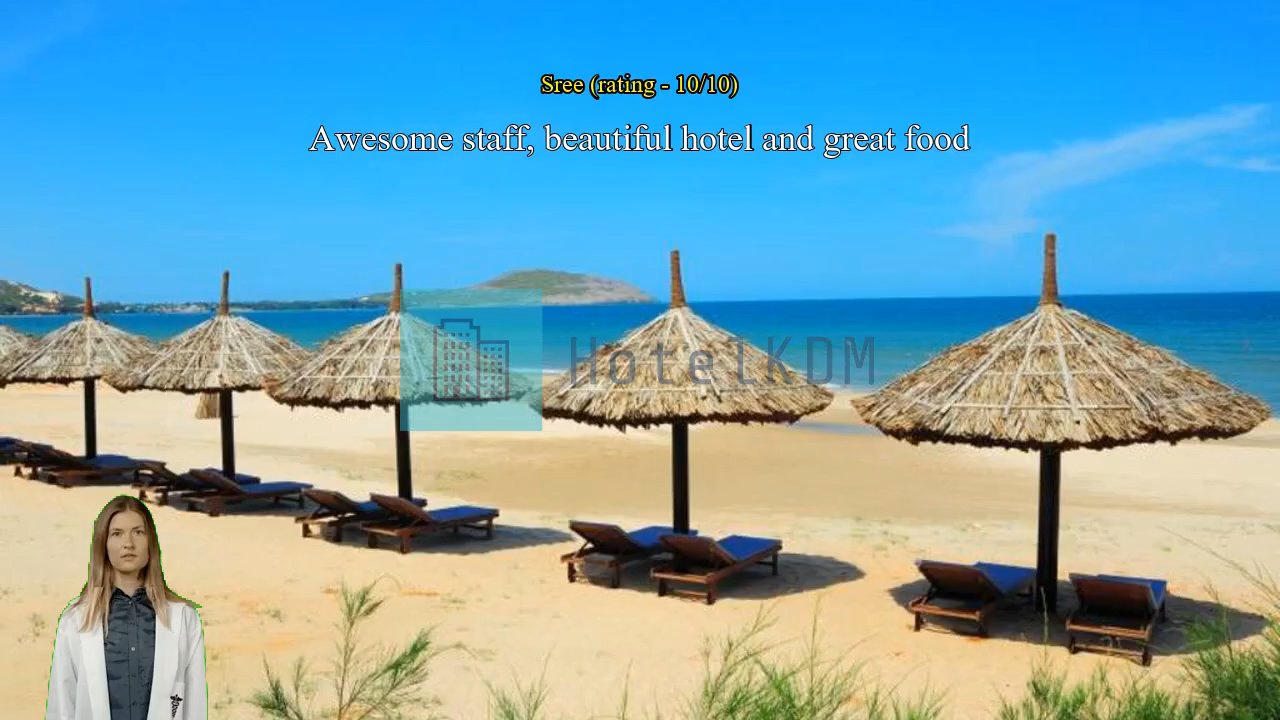 Sree (rating - 10/10)
Awesome staff, beautiful hotel and great food
HotelKDM